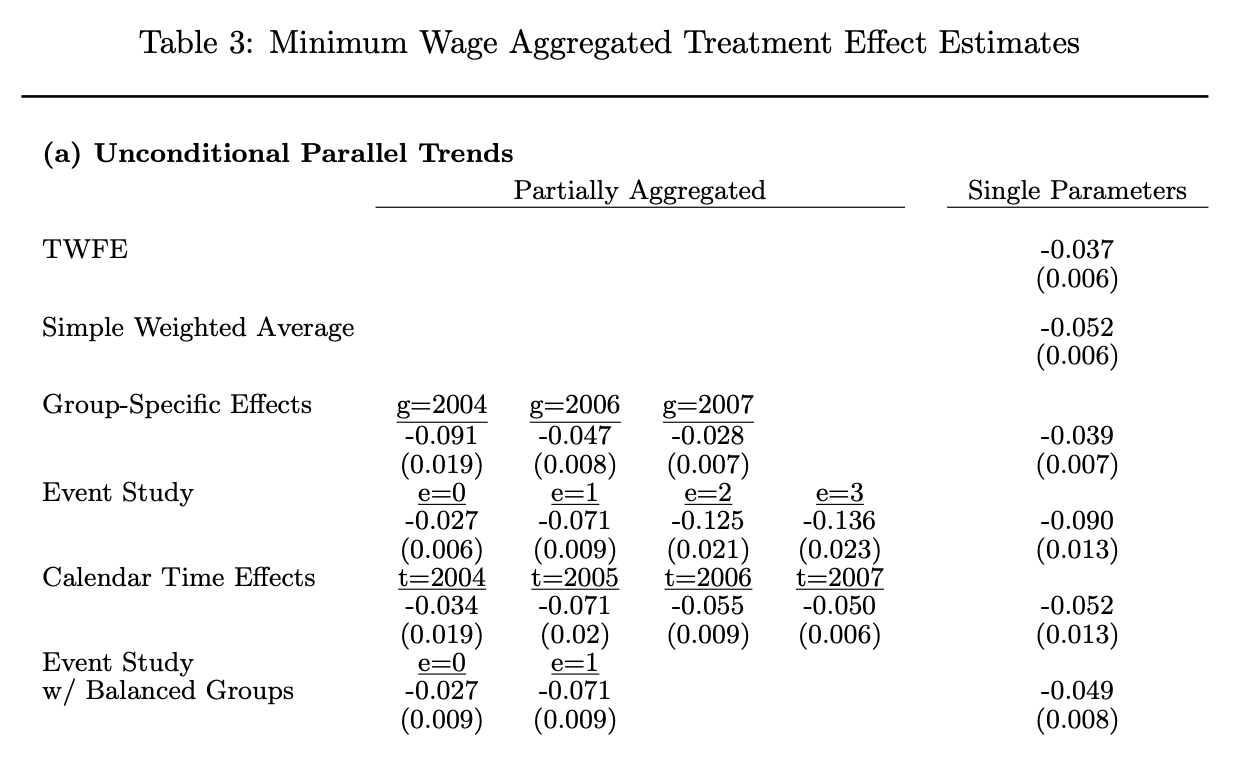 Table 3: Minimum Wage Aggregated Treatment Effect Estimates
(a) Unconditional Parallel Trends
Partially Aggregated Single Parameters
TWFE -0.037
(0.006)
Simple Weighted Average -0.052
(0.006)
Group-Specific Effects g=2004 g=2006 g=2007
-0.091 -0.047 -0.028 -0.039
(0.019) (0.008) (0.007) (0.007)
Event Study e=0 e=1 e=2 e=3
-0.027 -0.071 -0.125 -0.136 -0.090
(0.006) (0.009) (0.021) (0.023) (0.013)
Calendar Time Effects t=2004 t=2005 t=2006 t=2007
-0.034 -0.071 -0.055 -0.050 -0.052
(0.019) (0.02) (0.009) (0.006) (0.013)
Event Study e=0 e=1
w/ Balanced Groups -0.027 -0.071 -0.049
(0.009) (0.009) (0.008)